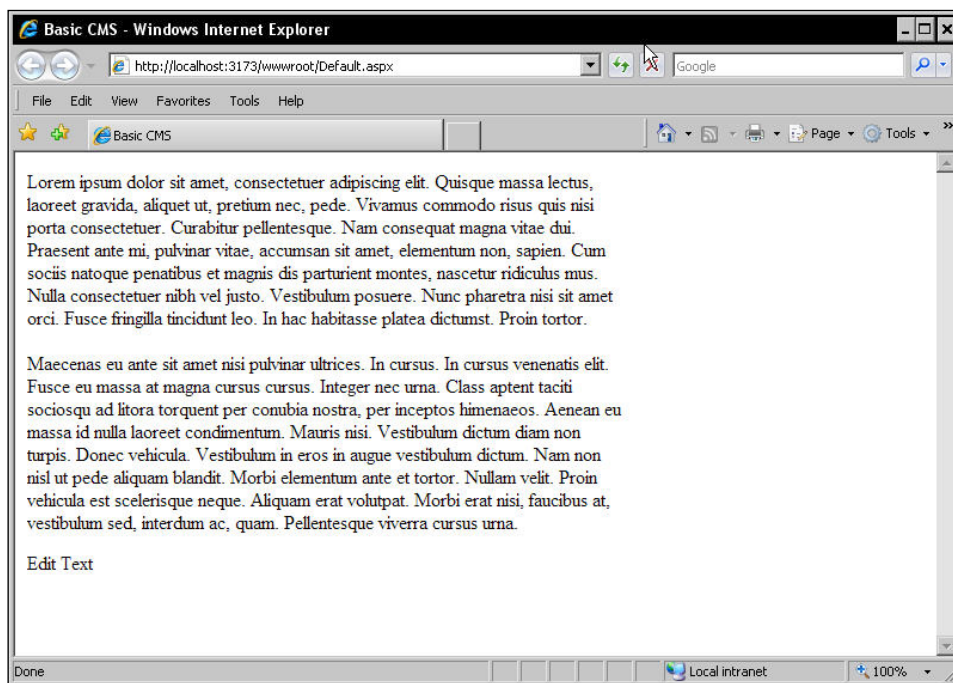 Basic CMS - Windows Internet Explorer
http://localhost:3173/wwwroot/Default.aspx
Google
File Edit View Favorites Tools Help
Basic CMS
Page Tools »
Lorem ipsum dolor sit amet, consectetuer adipiscing elit. Quisque massa lectus,
laoreet gravida, aliquet ut, pretium nec, pede. Vivamus commodo risus quis nisi
porta consectetuer. Curabitur pellentesque. Nam consequat magna vitae dui.
Praesent ante mi, pulvinar vitae, accumsan sit amet, elementum non, sapien. Cum
sociis natoque penatibus et magnis dis parturient montes, nascetur ridiculus mus.
Nulla consectetuer nibh vel justo. Vestibulum posuere. Nunc pharetra nisi sit amet
orci. Fusce fringilla tincidunt leo. In hac habitasse platea dictumst. Proin tortor.
Maecenas eu ante sit amet nisi pulvinar ultrices. In cursus. In cursus venenatis elit.
Fusce eu massa at magna cursus cursus. Integer nec urna. Class aptent taciti
sociosqu ad litora torquent per conubia nostra, per inceptos himenaeos. Aenean eu
massa id nulla laoreet condimentum. Mauris nisi. Vestibulum dictum diam non
turpis. Donec vehicula. Vestibulum in eros in augue vestibulum dictum. Nam non
nisl ut pede aliquam blandit. Morbi elementum ante et tortor. Nullam velit. Proin
vehicula est scelerisque neque. Aliquam erat volutpat. Morbi erat nisi, faucibus at,
vestibulum sed, interdum ac, quam. Pellentesque viverra cursus urna.
Edit Text
Done
Local intranet
100%